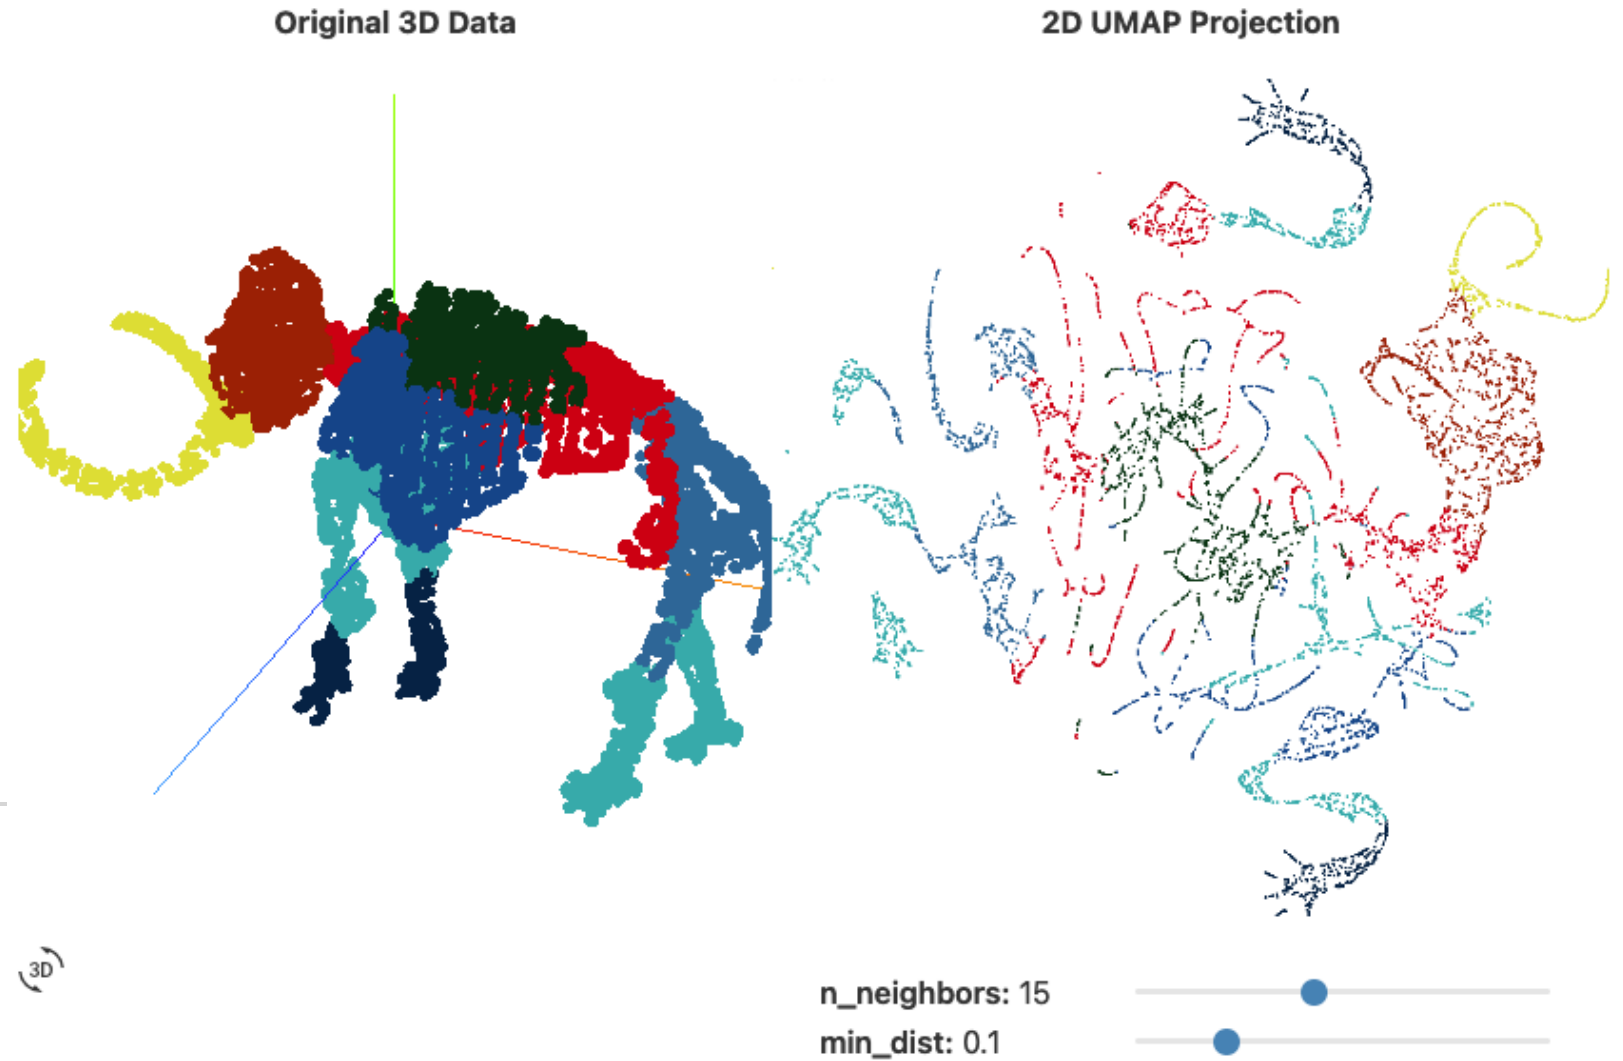 Original 3D Data
2D UMAP Projection
3D
n_neighbors: 15
min_dist: 0.1